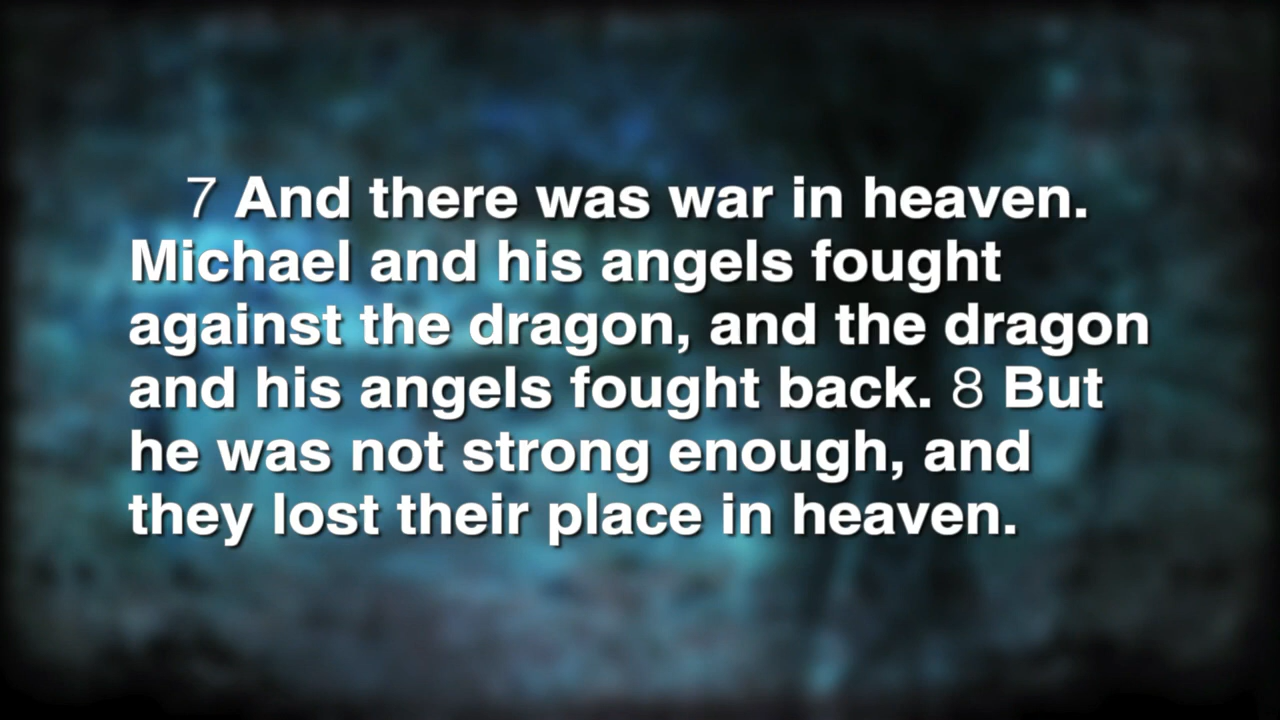 7 And there was war in heaven.
Michael and his angels fought
against the dragon, and the dragon
and his angels fought back. 8 But
he was not strong enough, and
they lost their place in heaven.